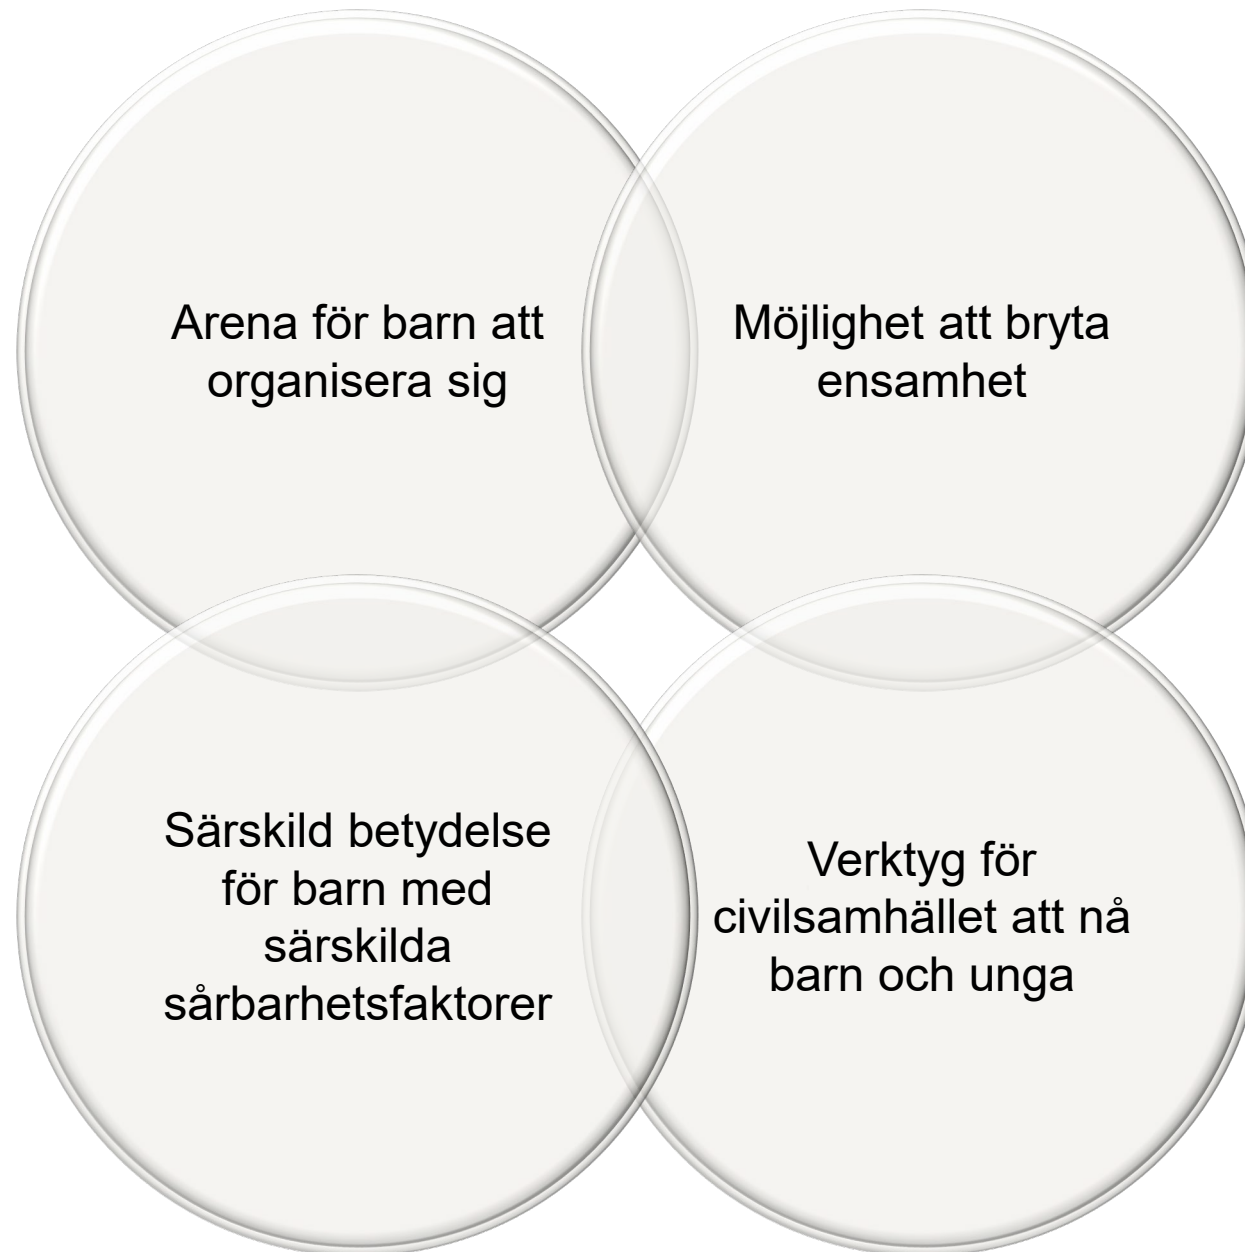 Arena för barn att
organisera sig
Möjlighet att bryta
ensamhet
Särskild betydelse
för barn med
särskilda
sårbarhetsfaktorer
Verktyg för
civilsamhället att nå
barn och unga